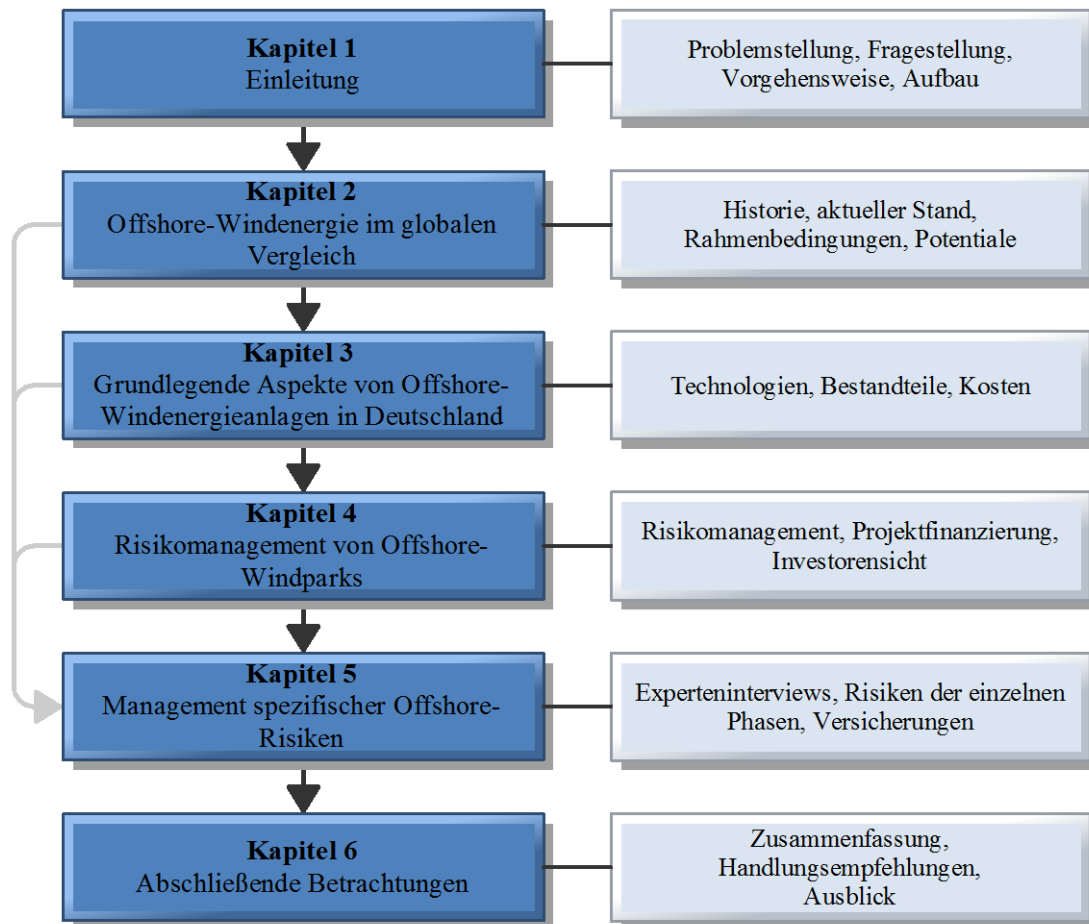 Kapitel 1
Einleitung
Problemstellung, Fragestellung,
Vorgehensweise, Aufbau
Kapitel 2
Offshore-Windenergie im globalen
Vergleich
Historie, aktueller Stand,
Rahmenbedingungen, Potentiale
Kapitel 3
Grundlegende Aspekte von Offshore-
Windenergieanlagen in Deutschland
Technologien, Bestandteile, Kosten
Kapitel 4
Risikomanagement von Offshore-
Windparks
Risikomanagement, Projektfinanzierung,
Investorensicht
Kapitel 5
Management spezifischer Offshore-
Risiken
Experteninterviews, Risiken der einzelnen
Phasen, Versicherungen
Kapitel 6
Abschließende Betrachtungen
Zusammenfassung,
Handlungsempfehlungen,
Ausblick